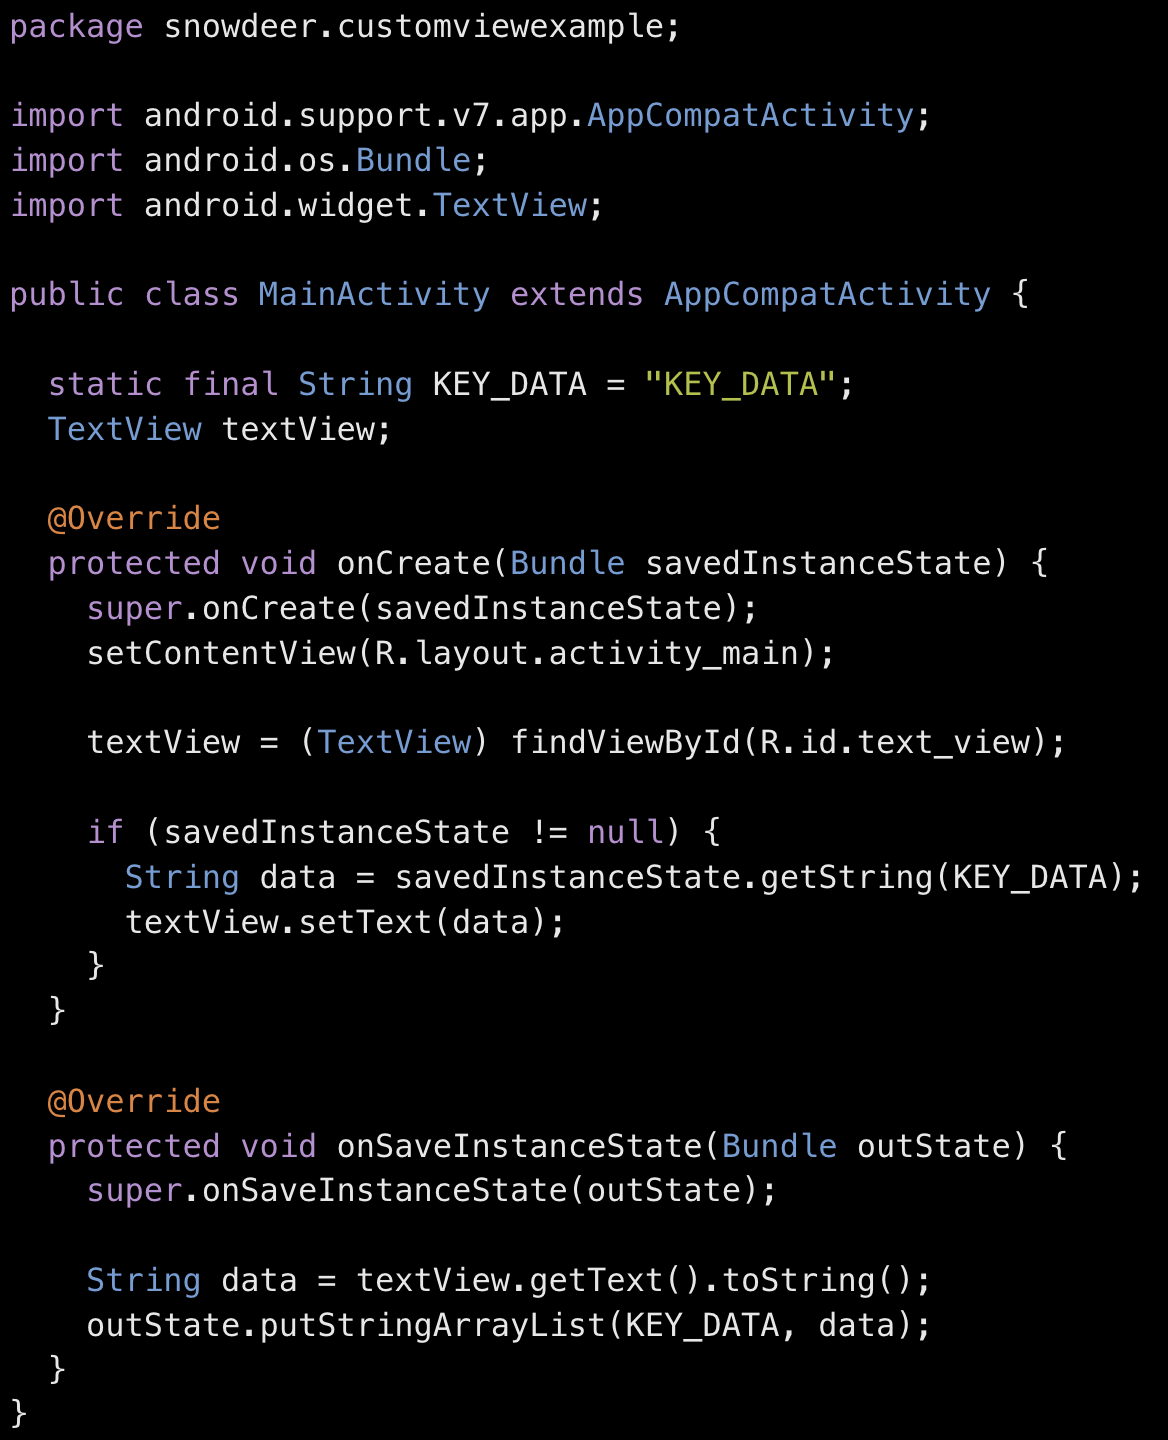 package snowdeer.customviewexample;

import android.support.v7.app.AppCompatActivity;
import android.os.Bundle;
import android.widget.TextView;

public class MainActivity extends AppCompatActivity {

  static final String KEY_DATA = "KEY_DATA";
  TextView textView;

  @Override
  protected void onCreate(Bundle savedInstanceState) {
    super.onCreate(savedInstanceState);
    setContentView(R.layout.activity_main);

    textView = (TextView) findViewById(R.id.text_view);

    if (savedInstanceState != null) {
      String data = savedInstanceState.getString(KEY_DATA);
      textView.setText(data);
    }
  }

  @Override
  protected void onSaveInstanceState(Bundle outState) {
    super.onSaveInstanceState(outState);

    String data = textView.getText().toString();
    outState.putStringArrayList(KEY_DATA, data);
  }
}